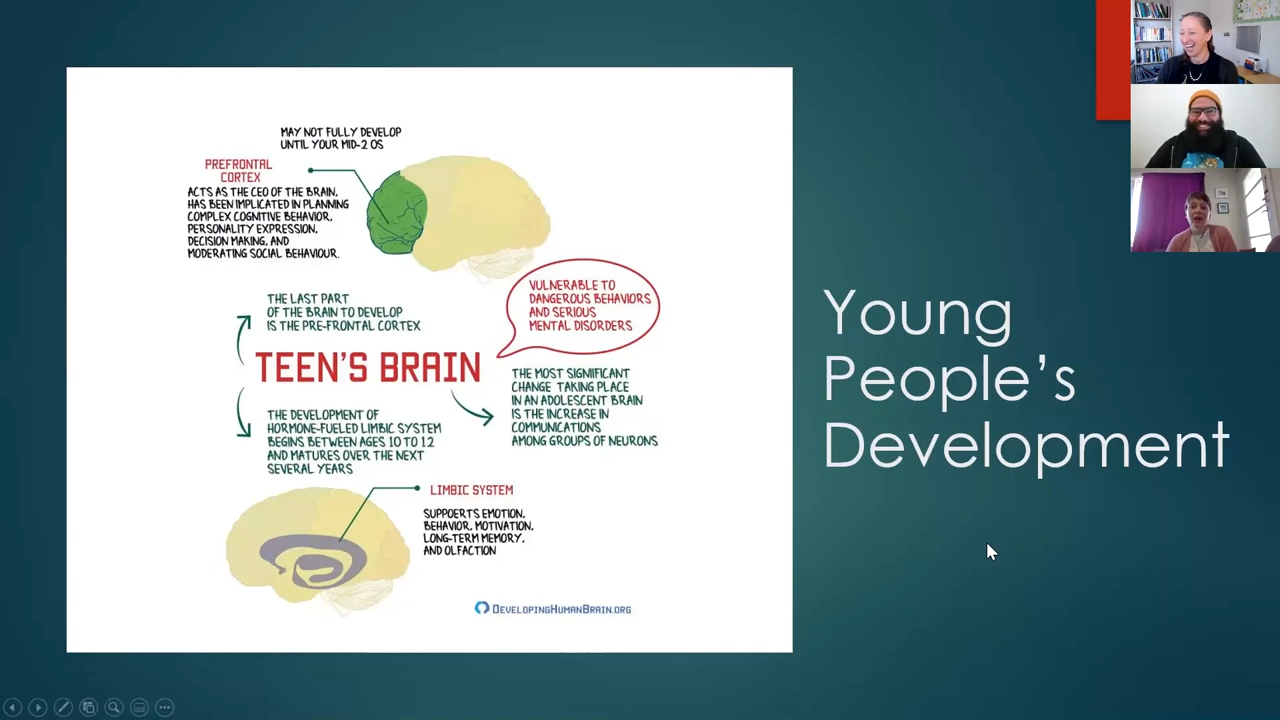 MAY NOT FULLY DEVELOP
UNTIL YOUR MID-2 OS
PREFRONTAL
CORTEX
ACTS AS THE CEO OF THE BRAIN,
HAS BEEN IMPLICATED IN PLANNING
COMPLEX COGNITIVE BEHAVIOR,
PERSONALITY EXPRESSION,
DECISION MAKING, AND
MODERATING SOCIAL BEHAVIOUR.
THE LAST PART
OF THE BRAIN TO DEVELOP
IS THE PRE-FRONTAL CORTEX
VULNERABLE TO
DANGEROUS BEHAVIORS
AND SERIOUS
MENTAL DISORDERS
TEEN'S BRAIN
THE MOST SIGNIFICANT
CHANGE TAKING PLACE
IN AN ADOLESCENT BRAIN
IS THE INCREASE IN
COMMUNICATIONS
AMONG GROUPS OF NEURONS
THE DEVELOPMENT OF
HORMONE-FUELED LIMBIC SYSTEM
BEGINS BETWEEN AGES 10 TO 12
AND MATURES OVER THE NEXT
SEVERAL YEARS
LIMBIC SYSTEM
SUPPOERTS EMOTION,
BEHAVIOR, MOTIVATION,
LONG-TERM MEMORY,
AND OLFACTION
DEVELOPINGHUMANBRAIN.ORG
Young
People's
Development